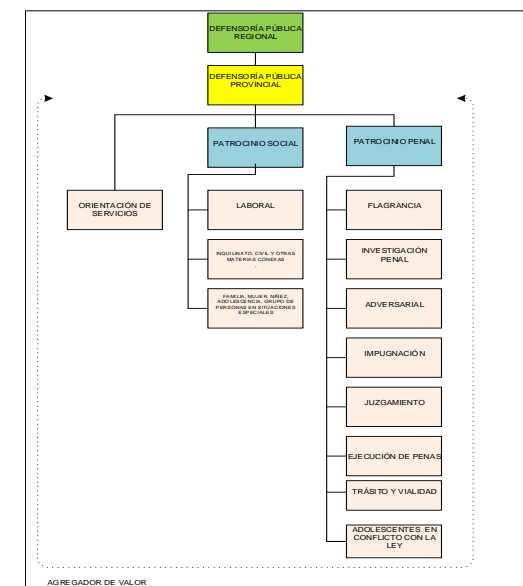 DEFENSORÍA PÚBLICA
REGIONAL
DEFENSORÍA PÚBLICA
PROVINCIAL
PATROCINIO SOCIAL
PATROCINIO PENAL
ORIENTACIÓN DE
SERVICIOS
LABORAL
INQUILINATO, CIVIL Y OTRAS
MATERIAS CONEXAS
.
FAMILIA, MUJER, NIÑEZ,
ADOLESCENCIA, GRUPO DE
PERSONAS EN SITUACIONES
ESPECIALES
FLAGRANCIA
INVESTIGACIÓN
PENAL
ADVERSARIAL
IMPUGNACIÓN
JUZGAMIENTO
EJECUCIÓN DE PENAS
TRÁSITO Y VIALIDAD
ADOLESCENTES EN
CONFLICTO CON LA
LEY
AGREGADOR DE VALOR